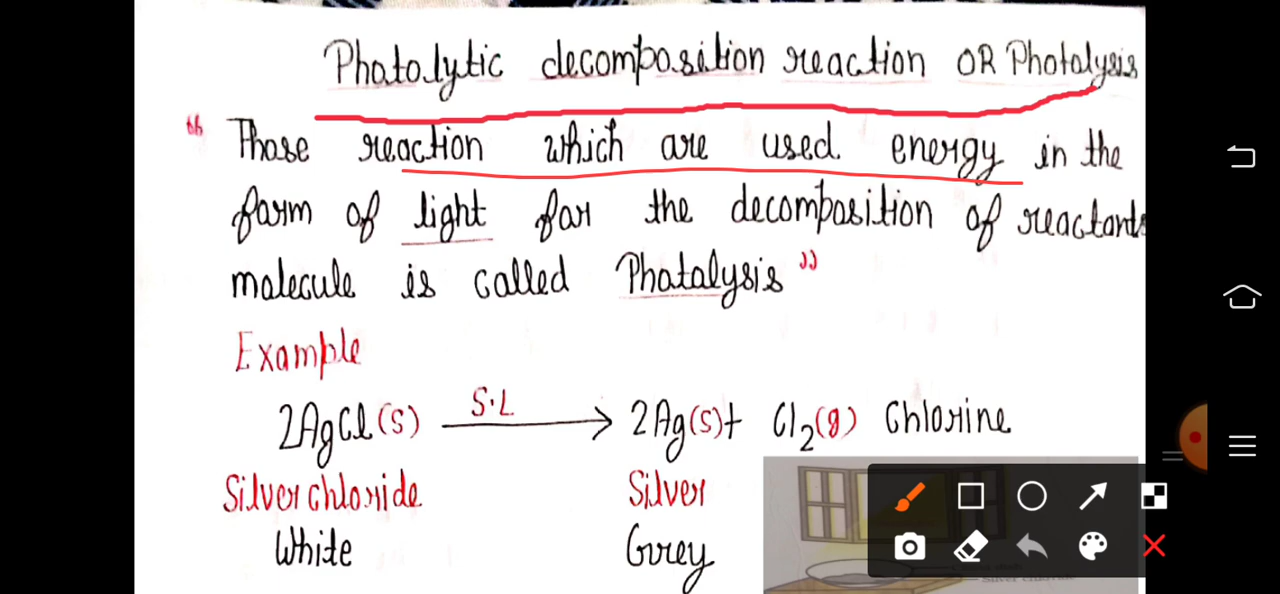 Photolytic decomposition reaction OR Photolysis
“ Those reaction which are used energy in the
form of light for the decomposition of reactants
molecule is called Photolysis ”
Example
2AgCl(s) S.L → 2Ag(s)+ Cl₂(g) Chlorine
Silver chloride Silver
White Grey